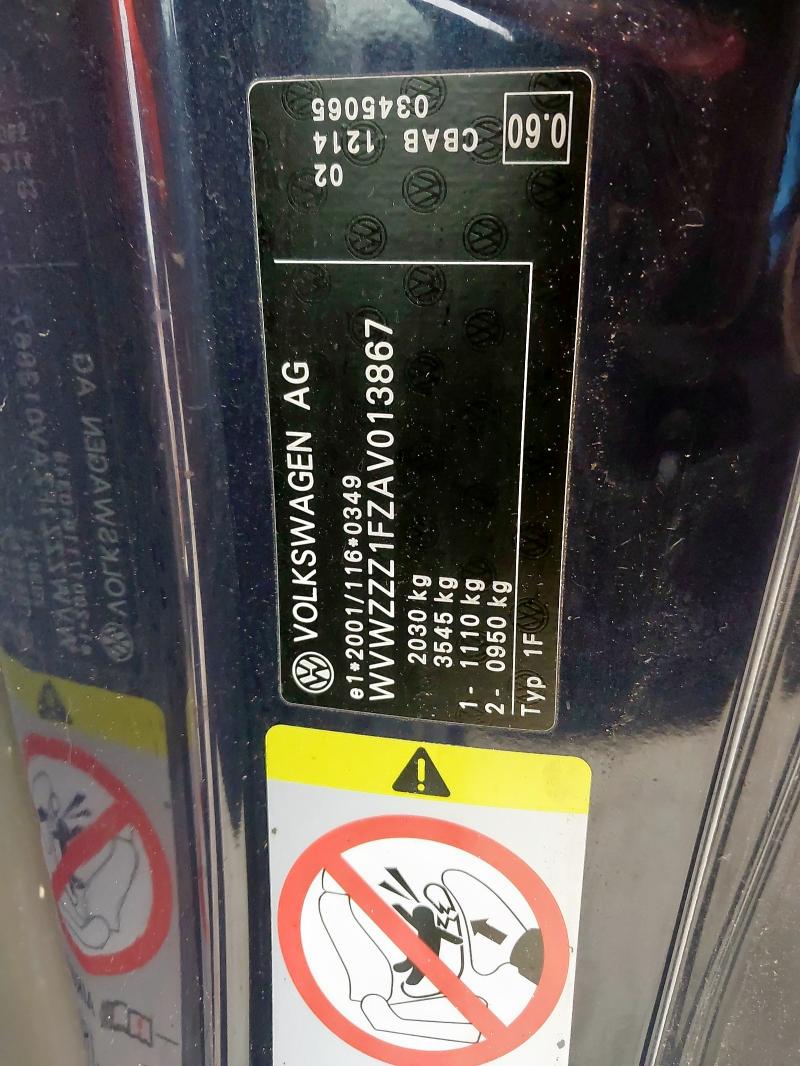 VOLKSWAGEN AG
e1*2001/116*0349
WVWZZZ1FZAV013867
2030 kg
3545 kg
1- 1110 kg
2- 0950 kg
Typ 1F
0345065
CBAB 1214
02
0.60